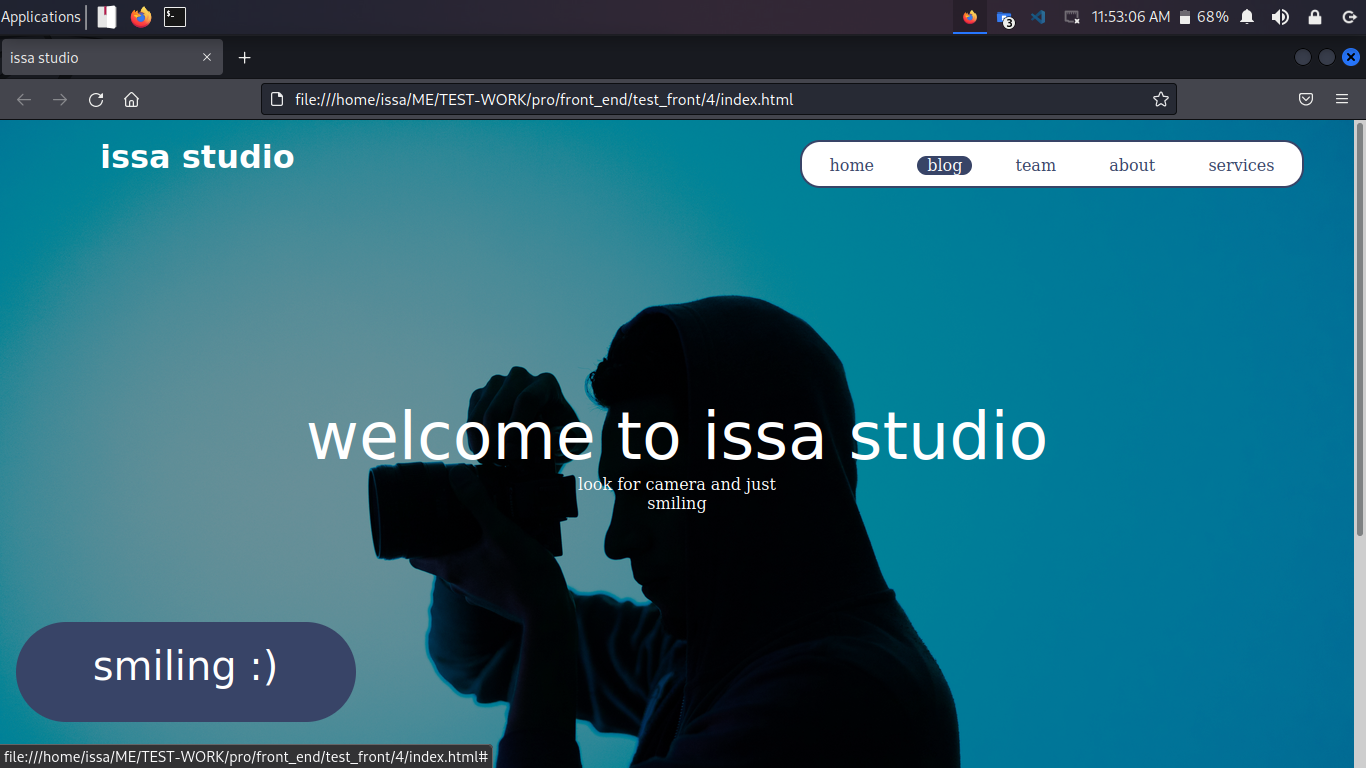 Applications
3
11:53:06 AM
68%
issa studio
file:///home/issa/ME/TEST-WORK/pro/front_end/test_front/4/index.html
issa studio
home blog team about services
welcome to issa studio
look for camera and just
smiling
smiling :)
file:///home/issa/ME/TEST-WORK/pro/front_end/test_front/4/index.html#